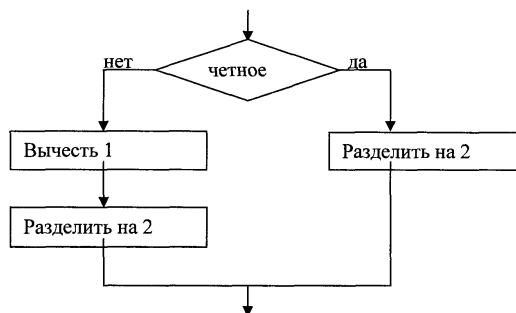 нет
четное
да
Вычесть 1
Разделить на 2
Разделить на 2